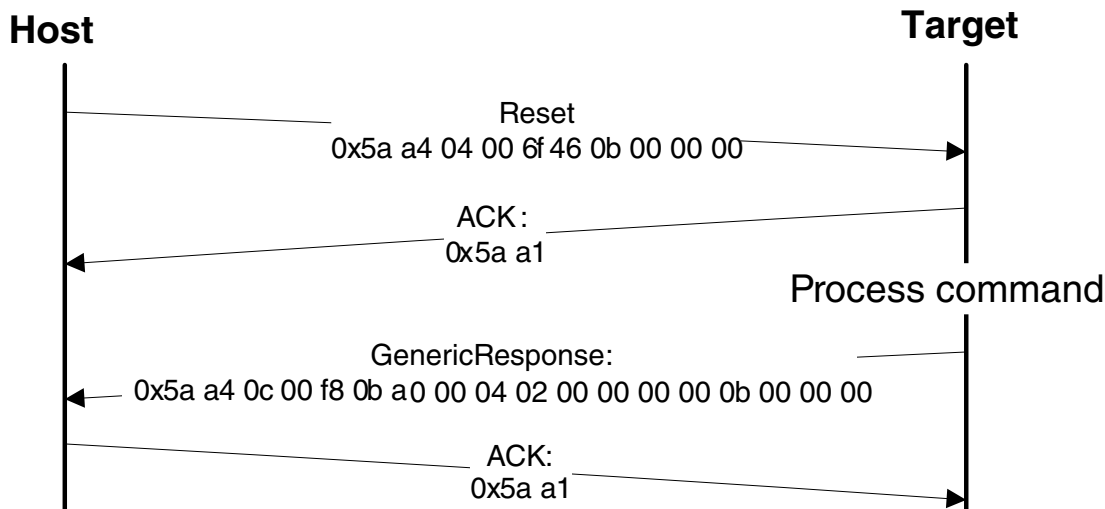 Host
Target
Reset
0x5a a4 04 00 6f 46 0b 00 00 00
ACK:
0x5a a1
Process command
GenericResponse:
0x5a a4 0c 00 f8 0b a0 00 04 02 00 00 00 00 0b 00 00 00
ACK:
0x5a a1